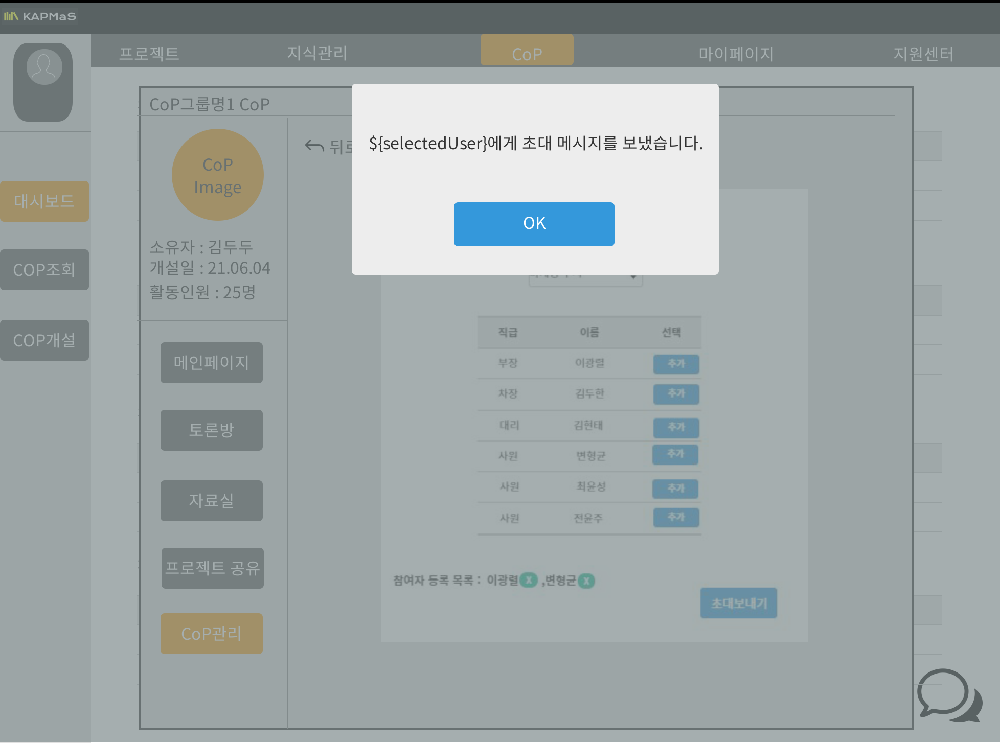 KAPMaS
프로젝트
지식관리
CoP
마이페이지
지원센터
CoP그룹명1 CoP
${selectedUser}에게 초대 메시지를 보냈습니다.
OK
CoP
Image
대시보드
소유자 : 김두두
개설일 : 21.06.04
활동인원 : 25명
COP조회
COP개설
직급 이름 선택
부장 이광렬 추가
차장 김두한 추가
대리 김현태 추가
사원 변형균 추가
사원 최윤성 추가
사원 전윤주 추가
메인페이지
토론방
자료실
프로젝트 공유
CoP관리
참여자 등록 목록 : 이광렬 X ,변형균 X
초대보내기